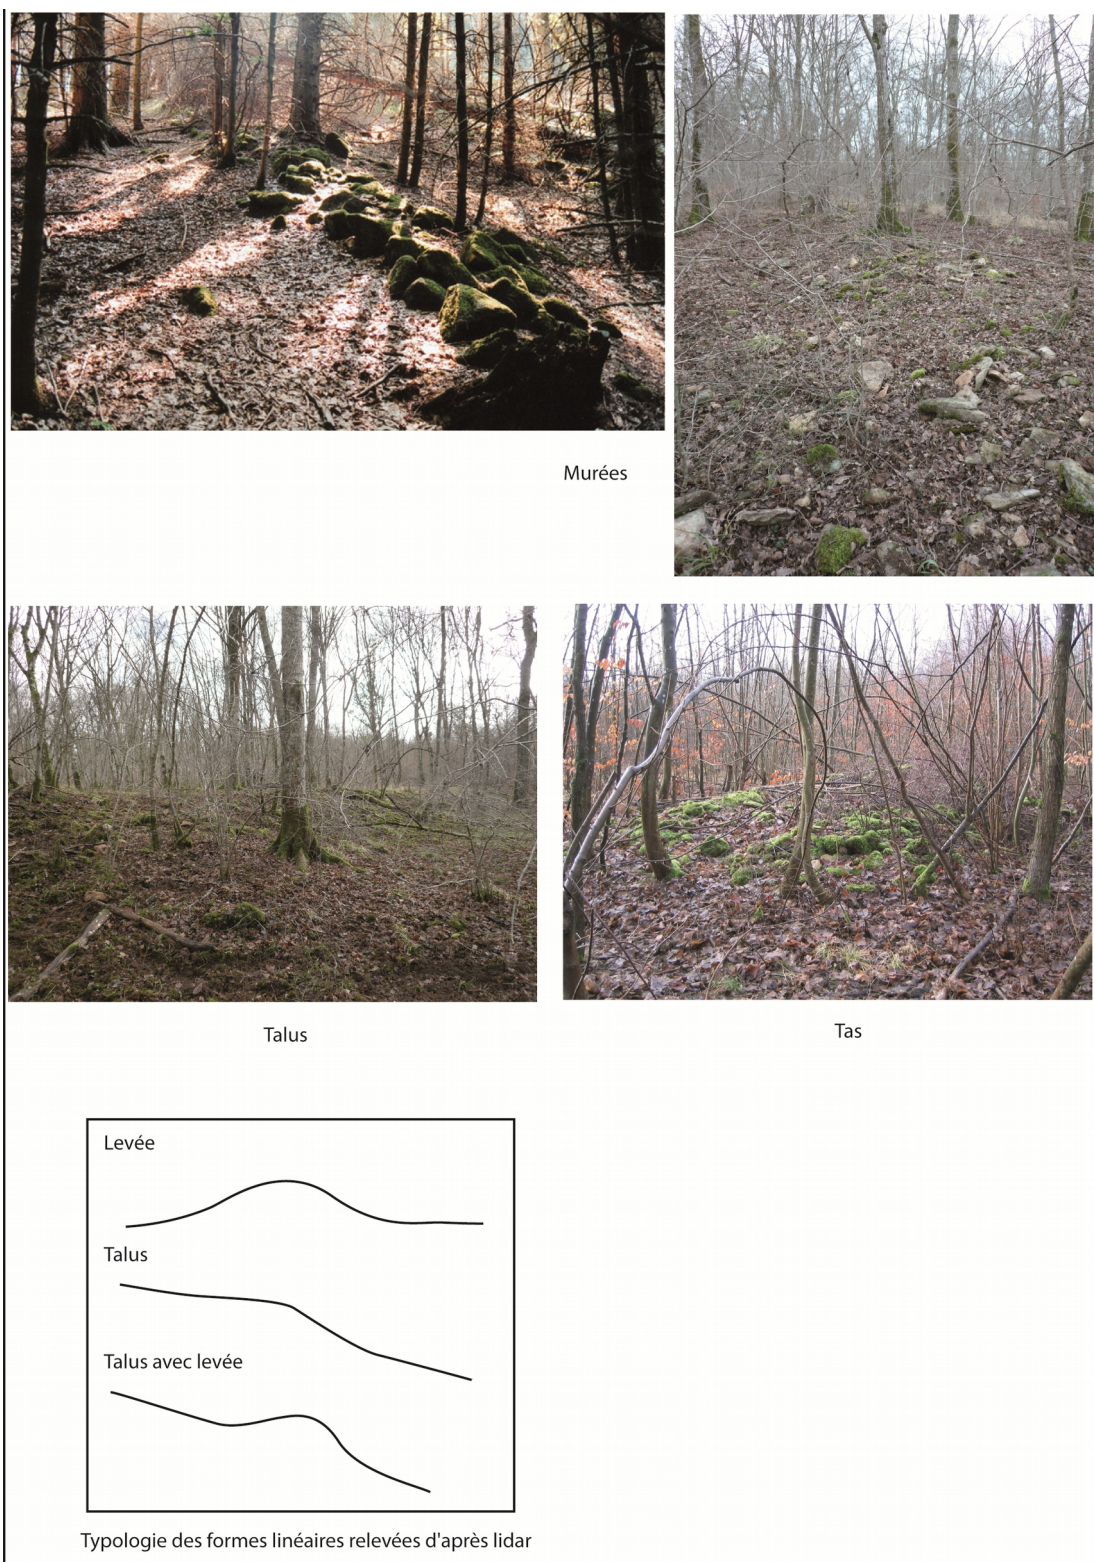 Murées
Talus
Tas
Levée
Talus
Talus avec levée
Typologie des formes linéaires relevées d'après lidar